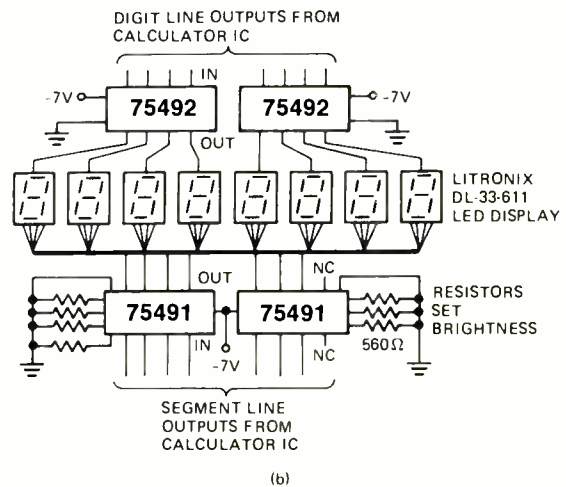 DIGIT LINE OUTPUTS FROM
CALCULATOR IC
IN
-7V
75492
75492
-7V
OUT
LITRONIX
DL-33-611
LED DISPLAY
OUT
NC
75491
75491
RESISTORS
SET
BRIGHTNESS
IN
-7V
NC
560Ω
SEGMENT LINE
OUTPUTS FROM
CALCULATOR IC
(b)